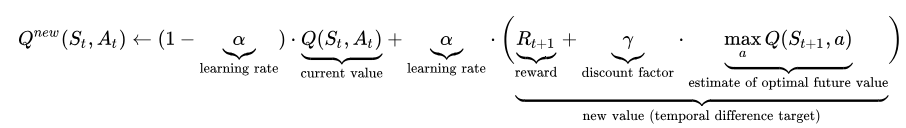 Q^{new}(S_t, A_t) ← (1 − α) · Q(S_t, A_t) + α · (R_{t+1} + γ · max_a Q(S_{t+1}, a))
learning rate current value learning rate reward discount factor estimate of optimal future value
new value (temporal difference target)